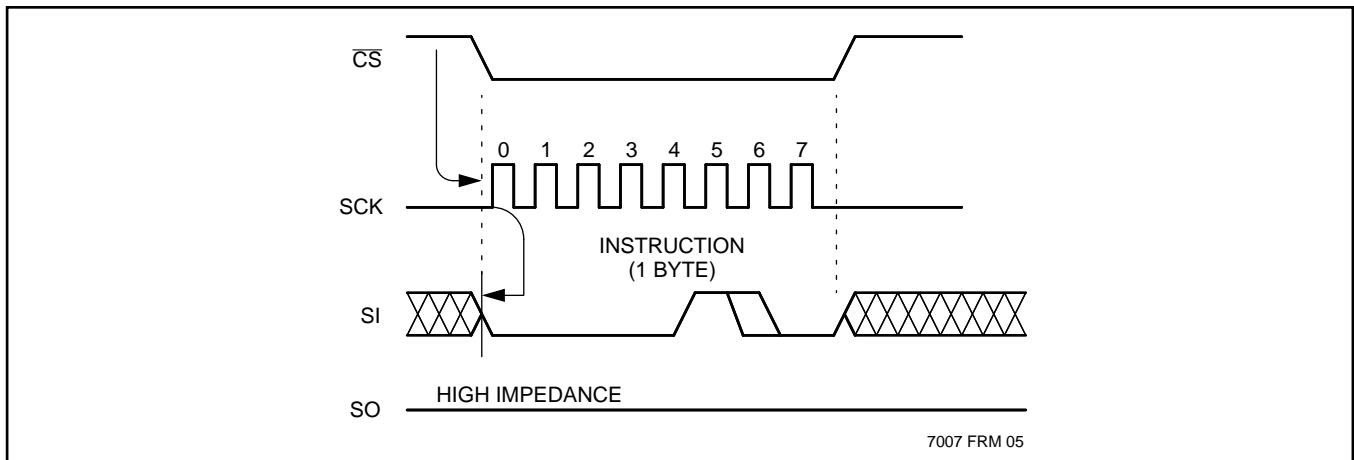 C̅S̅
0 1 2 3 4 5 6 7
SCK
INSTRUCTION
(1 BYTE)
SI
HIGH IMPEDANCE
SO
7007 FRM 05